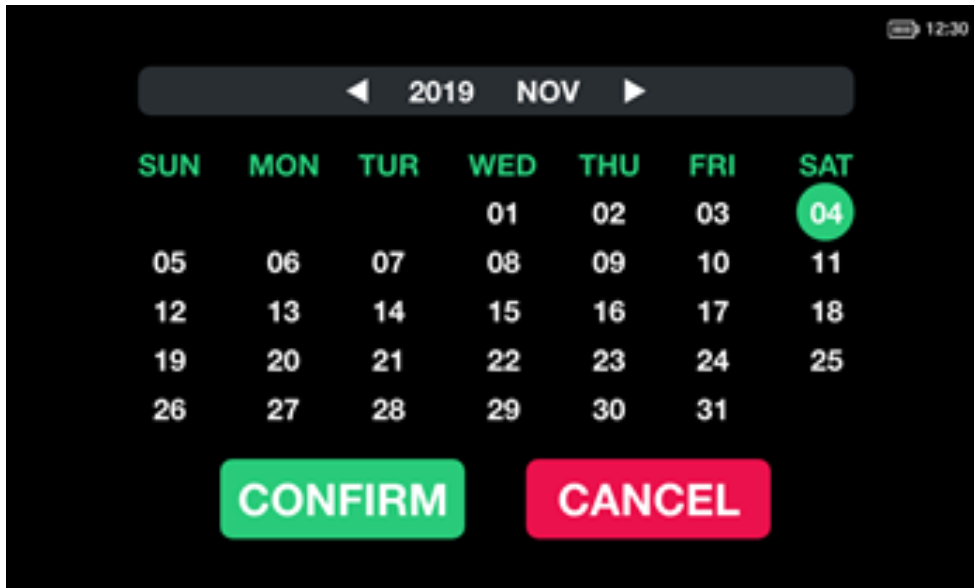 12:30
2019 NOV
SUN MON TUR WED THU FRI SAT
01 02 03 04
05 06 07 08 09 10 11
12 13 14 15 16 17 18
19 20 21 22 23 24 25
26 27 28 29 30 31
CONFIRM CANCEL